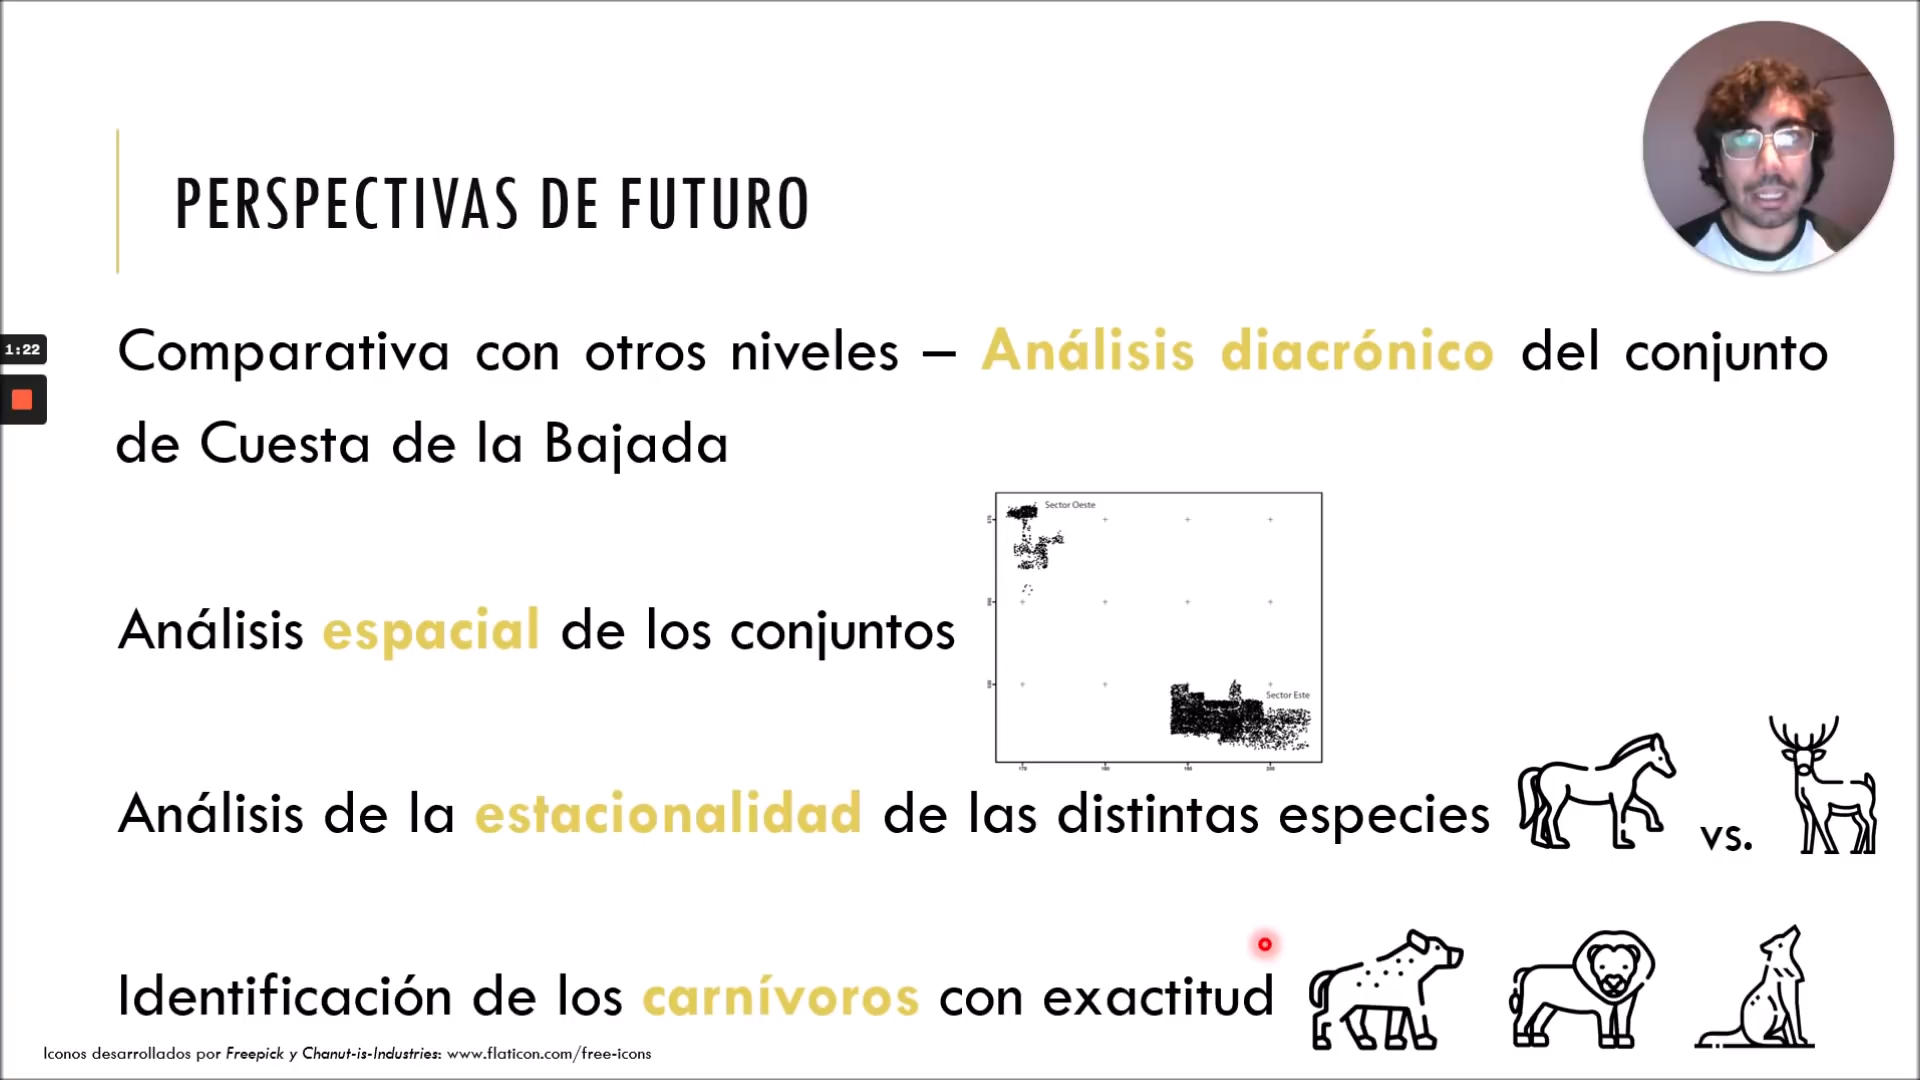 PERSPECTIVAS DE FUTURO
1:22
Comparativa con otros niveles – Análisis diacrónico del conjunto
de Cuesta de la Bajada
Sector Oeste
Análisis espacial de los conjuntos
Sector Este
Análisis de la estacionalidad de las distintas especies
vs.
Identificación de los carnívoros con exactitud
Iconos desarrollados por Freepick y Chanut-is-Industries: www.flaticon.com/free-icons